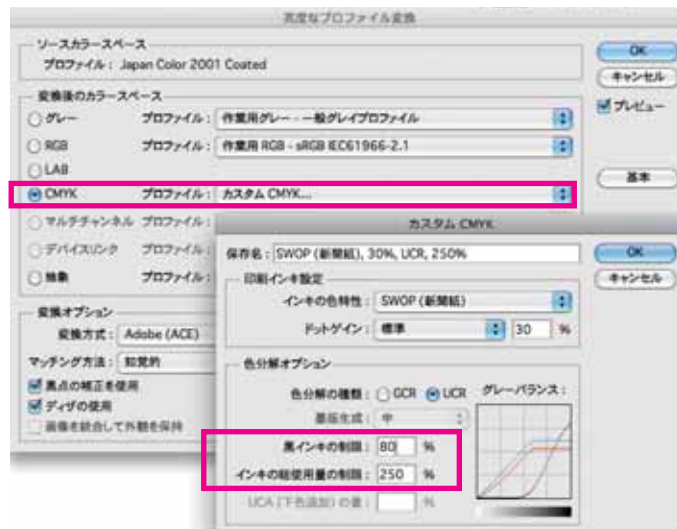 高度なプロファイル変換
ソースカラースペース
プロファイル： Japan Color 2001 Coated
OK
キャンセル
プレビュー
基本
変換後のカラースペース
グレー プロファイル： 作業用グレー - 一般グレイプロファイル
RGB プロファイル： 作業用 RGB - sRGB IEC61966-2.1
LAB
CMYK プロファイル： カスタム CMYK...
マルチチャンネル プロファイル：
デバイスリンク プロファイル：
抽象 プロファイル：
変換オプション
変換方式： Adobe (ACE)
マッチング方法： 知覚的
黒点の補正を使用
ディザの使用
画像を統合して外観を保持
カスタム CMYK
保存名： SWOP (新聞紙), 30%, UCR, 250%
OK
キャンセル
印刷インキ設定
インキの色特性： SWOP (新聞紙)
ドットゲイン： 標準 30 %
色分解オプション
色分解の種類： GCR UCR グレーバランス：
墨版生成： 中
黒インキの制限： 80 %
インキの総使用量の制限： 250 %
UCA (下色追加) の量： %